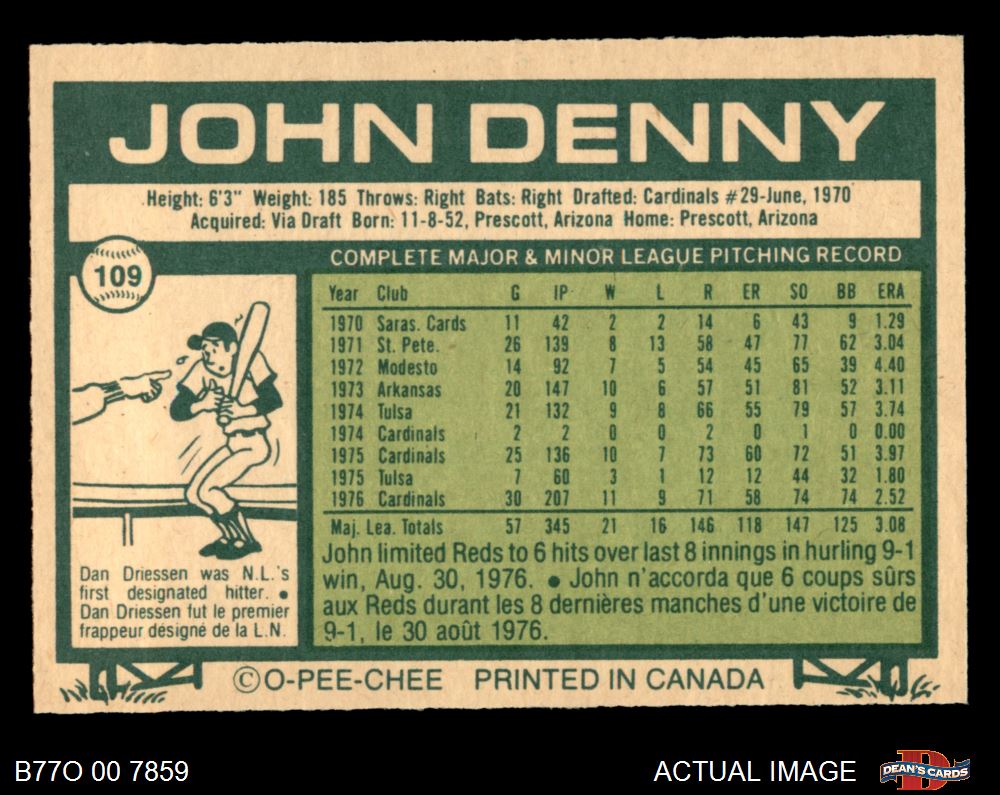 JOHN DENNY
Height: 6'3" Weight: 185 Throws: Right Bats: Right Drafted: Cardinals #29-June, 1970
Acquired: Via Draft Born: 11-8-52, Prescott, Arizona Home: Prescott, Arizona
109
COMPLETE MAJOR & MINOR LEAGUE PITCHING RECORD
Year Club G IP W L R ER SO BB ERA
1970 Saras. Cards 11 42 2 2 14 6 43 9 1.29
1971 St. Pete. 26 139 8 13 58 47 77 62 3.04
1972 Modesto 14 92 7 5 54 45 65 39 4.40
1973 Arkansas 20 147 10 6 57 51 81 52 3.11
1974 Tulsa 21 132 9 8 66 55 79 57 3.74
1974 Cardinals 2 2 0 0 2 0 1 0 0.00
1975 Cardinals 25 136 10 7 73 60 72 51 3.97
1975 Tulsa 7 60 3 1 12 12 44 32 1.80
1976 Cardinals 30 207 11 9 71 58 74 74 2.52
Maj. Lea. Totals 57 345 21 16 146 118 147 125 3.08
John limited Reds to 6 hits over last 8 innings in hurling 9-1
win, Aug. 30, 1976. ● John n'accorda que 6 coups sûrs
aux Reds durant les 8 dernières manches d'une victoire de
9-1, le 30 août 1976.
Dan Driessen was N.L.'s
first designated hitter. ●
Dan Driessen fut le premier
frappeur désigné de la L.N.
©O-PEE-CHEE PRINTED IN CANADA
B77O 00 7859
ACTUAL IMAGE
D
DEAN'S CARDS